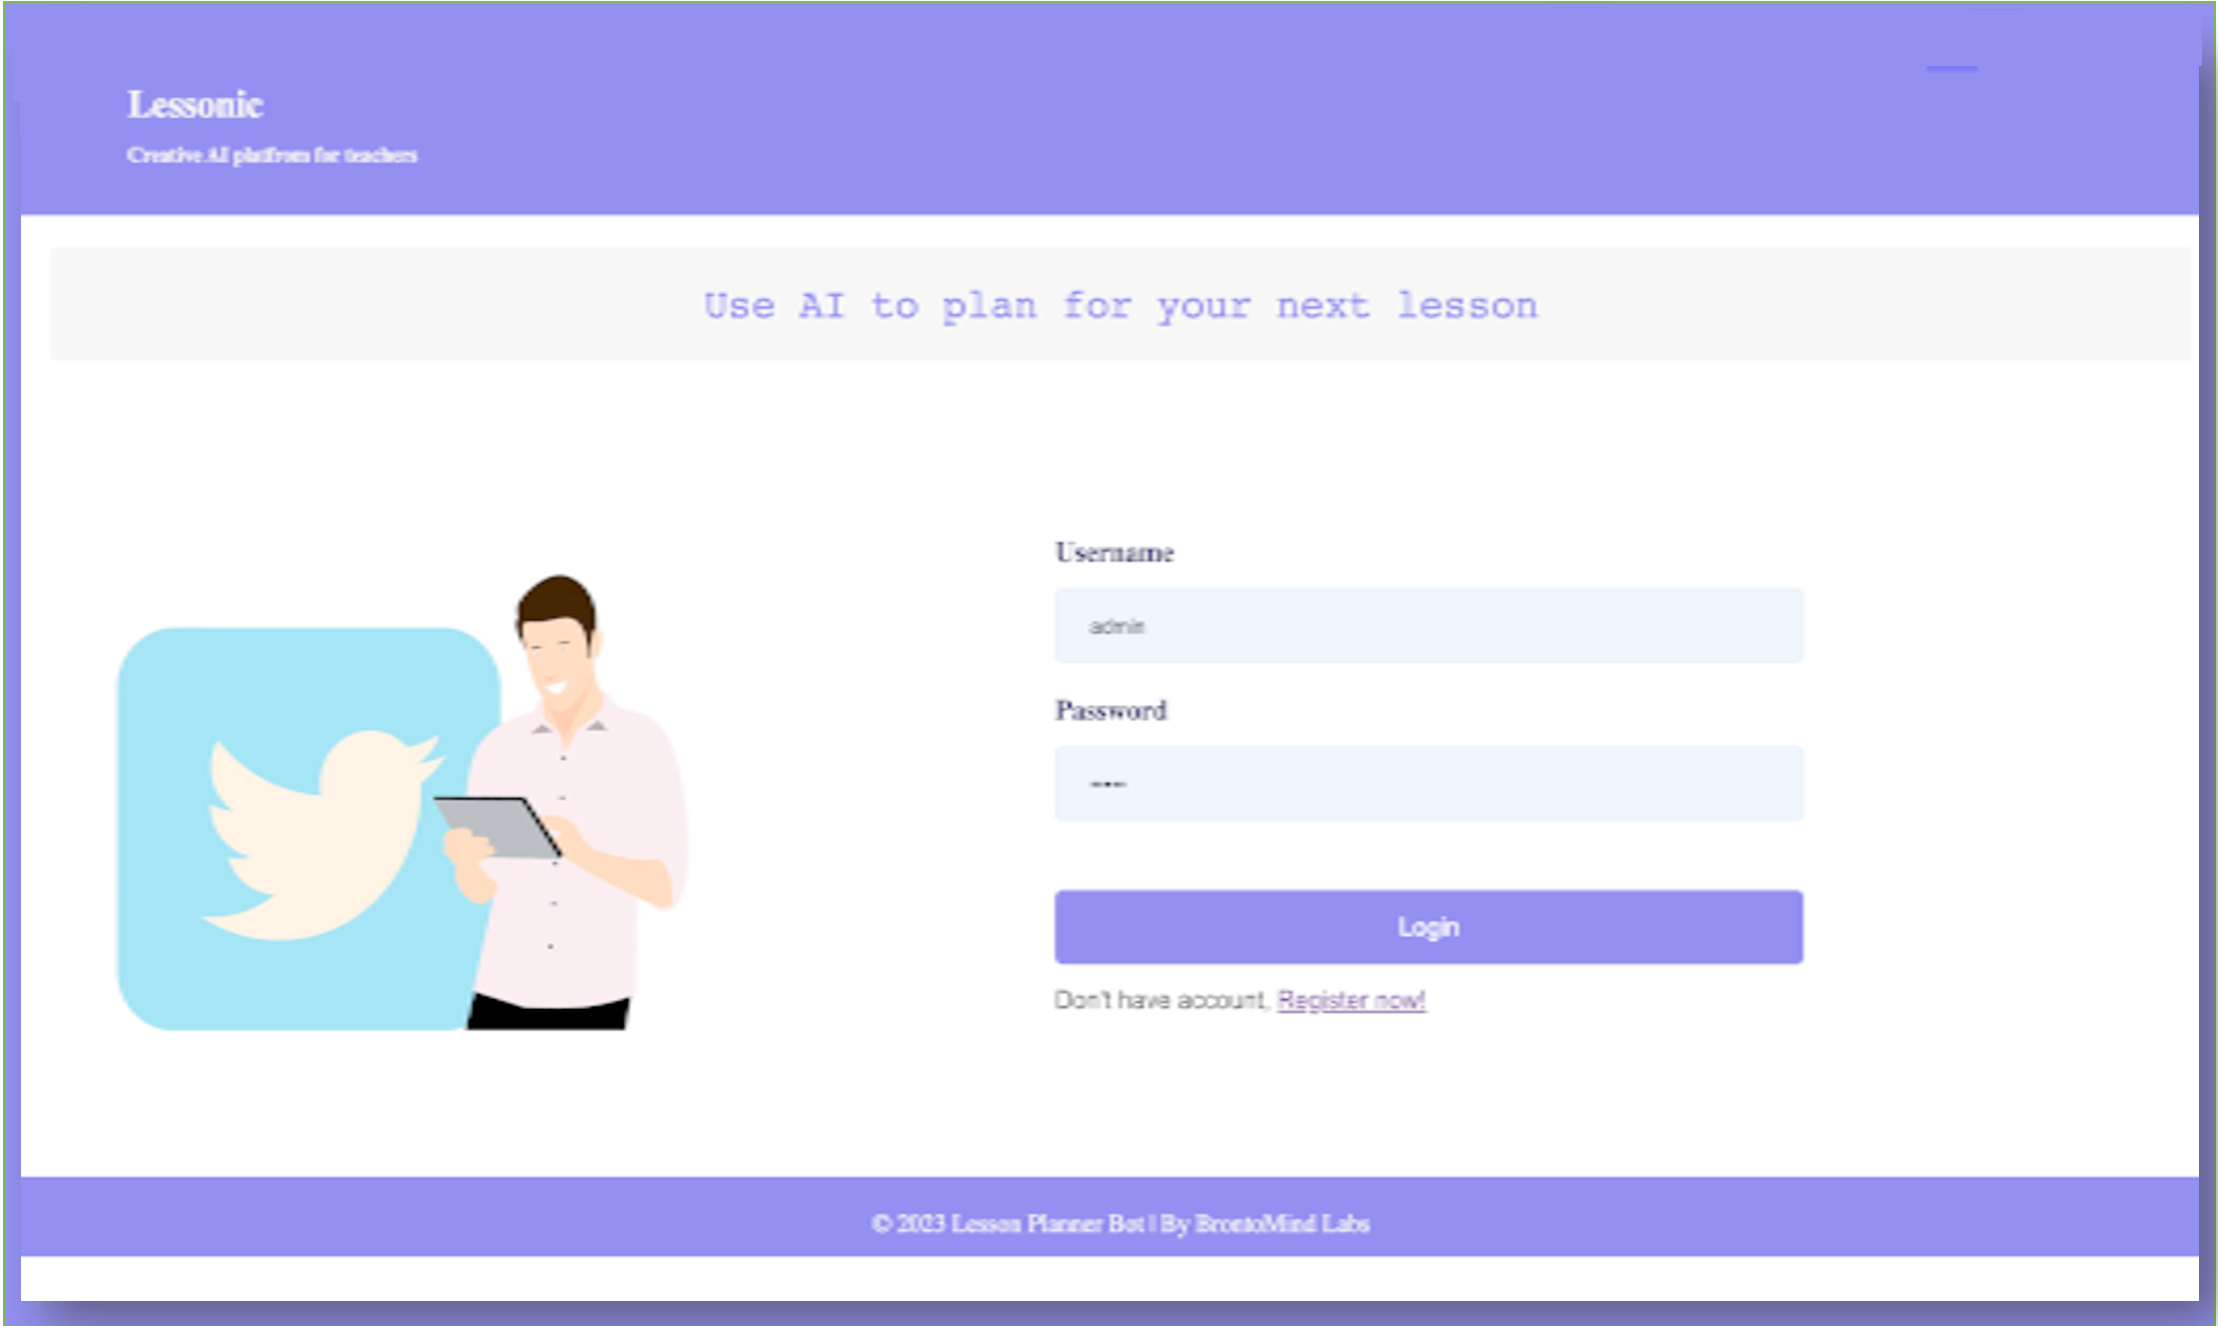 Lessonic
Creative AI platfrom for teachers
Use AI to plan for your next lesson
Username
admin
Password
Login
Don't have account, Register now!
© 2023 Lesson Planner Bot | By BrontoMind Labs